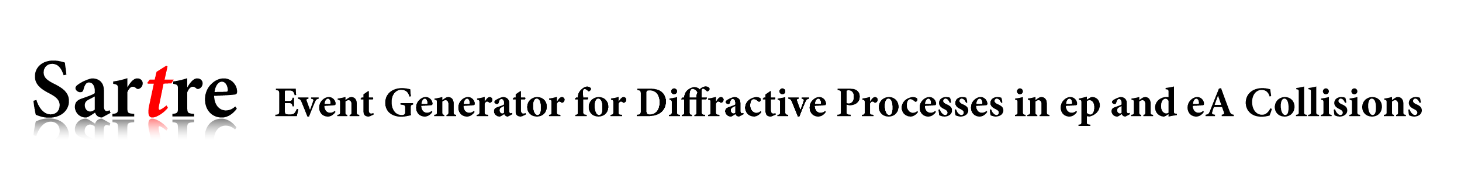 Sartre Event Generator for Diffractive Processes in ep and eA Collisions